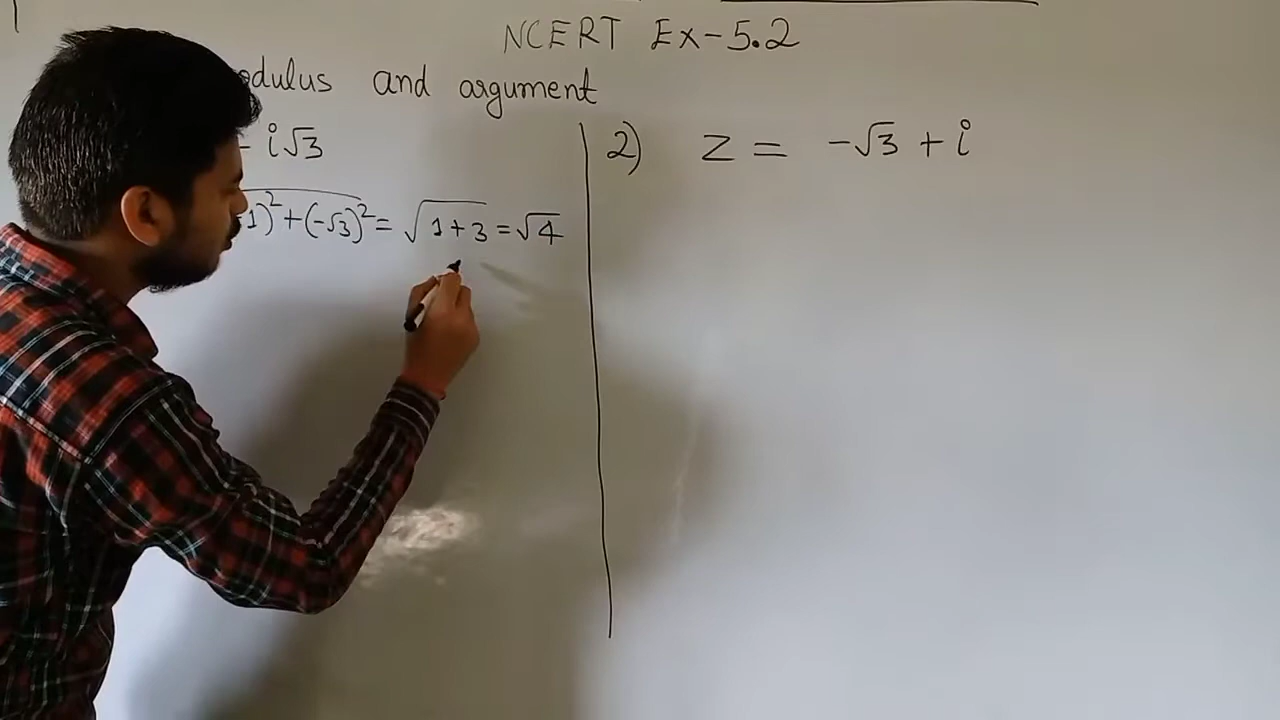 NCERT Ex-5.2
odulus and argument
- i√3
1)² + (-√3)² = √1+3 = √4
2) z = -√3 + i